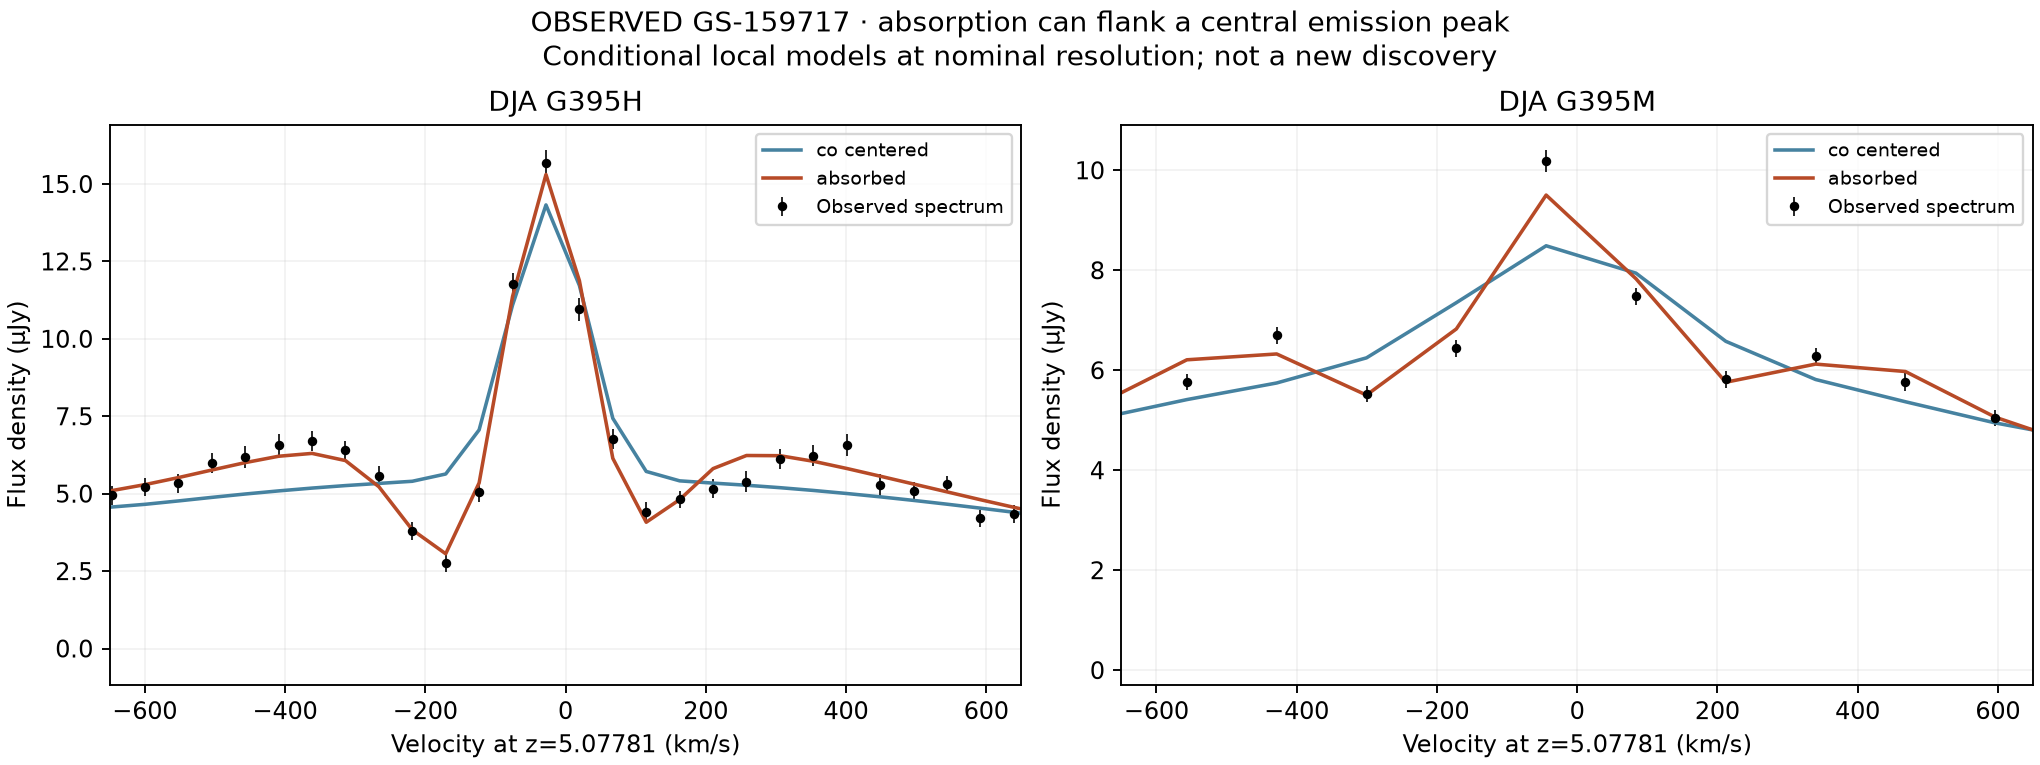 OBSERVED GS-159717 · absorption can flank a central emission peak
Conditional local models at nominal resolution; not a new discovery
DJA G395H
Flux density (μJy)
15.0
12.5
10.0
7.5
5.0
2.5
0.0
co centered
absorbed
Observed spectrum
−600 −400 −200 0 200 400 600
Velocity at z=5.07781 (km/s)
DJA G395M
Flux density (μJy)
10
8
6
4
2
0
co centered
absorbed
Observed spectrum
−600 −400 −200 0 200 400 600
Velocity at z=5.07781 (km/s)